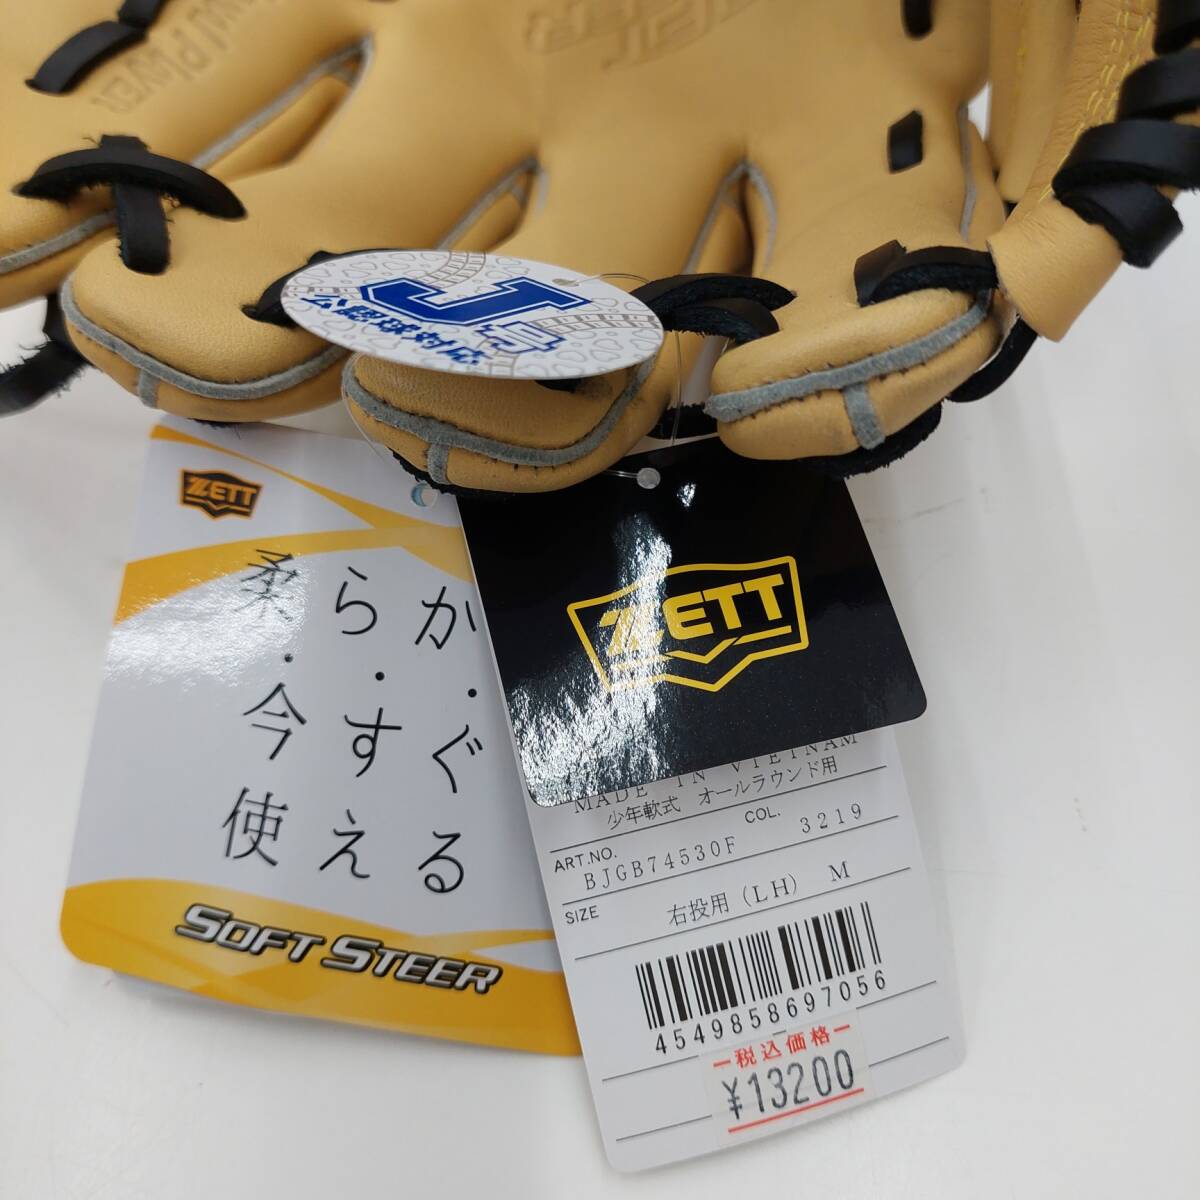 ZETT
柔らか
・・・
今すぐ
使える
SOFT STEER
ZETT
MADE IN VIETNAM
少年軟式 オールラウンド用
ART.NO. COL.
BJGB74530F 3219
SIZE 右投用(LH) M
4549858697056
税込価格
¥13200